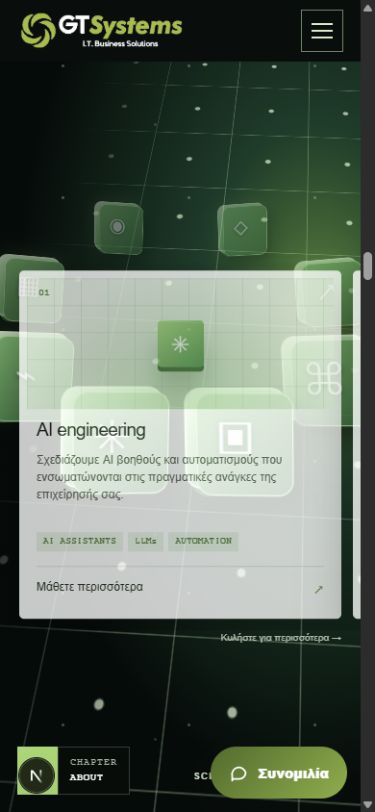 GTSystems
I.T. Business Solutions
01
AI engineering
Σχεδιάζουμε AI βοηθούς και αυτοματισμούς που
ενσωματώνονται στις πραγματικές ανάγκες της
επιχείρησής σας.
AI ASSISTANTS LLMs AUTOMATION
Μάθετε περισσότερα ↗
Κυλήστε για περισσότερα →
N
CHAPTER
ABOUT
Συνομιλία